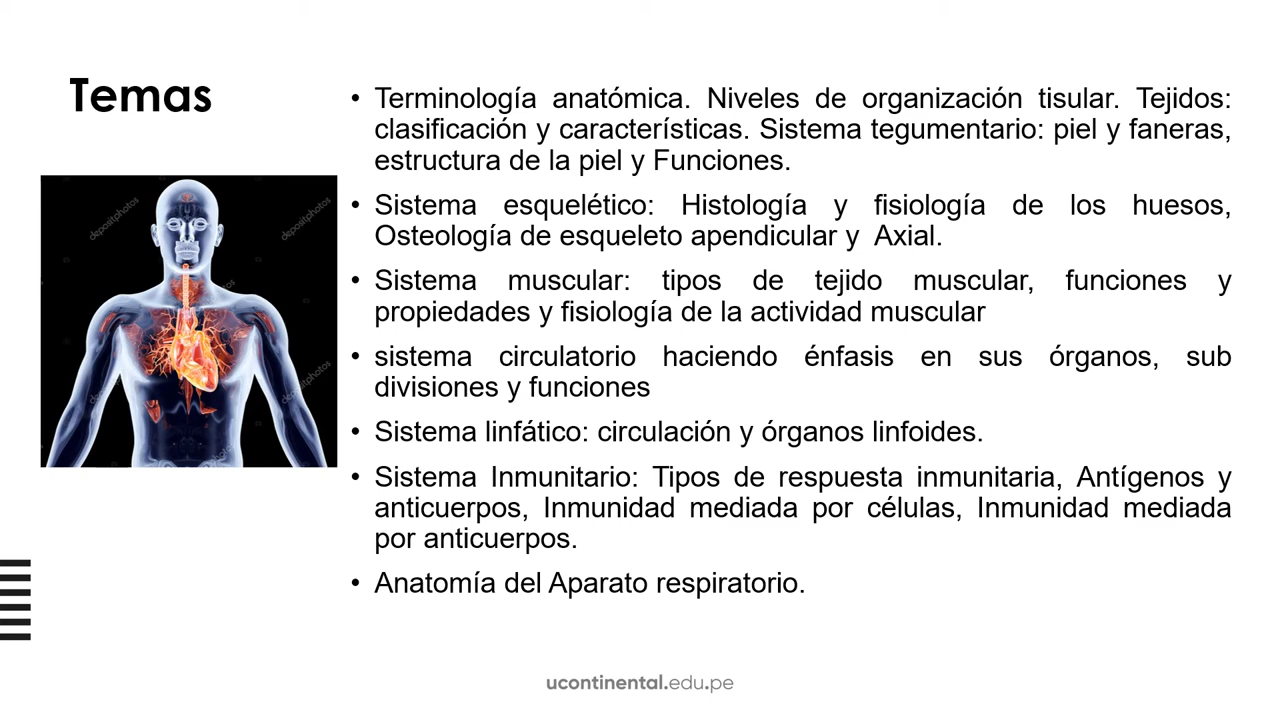 Temas
• Terminología anatómica. Niveles de organización tisular. Tejidos:
clasificación y características. Sistema tegumentario: piel y faneras,
estructura de la piel y Funciones.
• Sistema esquelético: Histología y fisiología de los huesos,
Osteología de esqueleto apendicular y Axial.
• Sistema muscular: tipos de tejido muscular, funciones y
propiedades y fisiología de la actividad muscular
• sistema circulatorio haciendo énfasis en sus órganos, sub
divisiones y funciones
• Sistema linfático: circulación y órganos linfoides.
• Sistema Inmunitario: Tipos de respuesta inmunitaria, Antígenos y
anticuerpos, Inmunidad mediada por células, Inmunidad mediada
por anticuerpos.
• Anatomía del Aparato respiratorio.
depositphotos
depositphotos
depositphotos
depositphotos
ucontinental.edu.pe